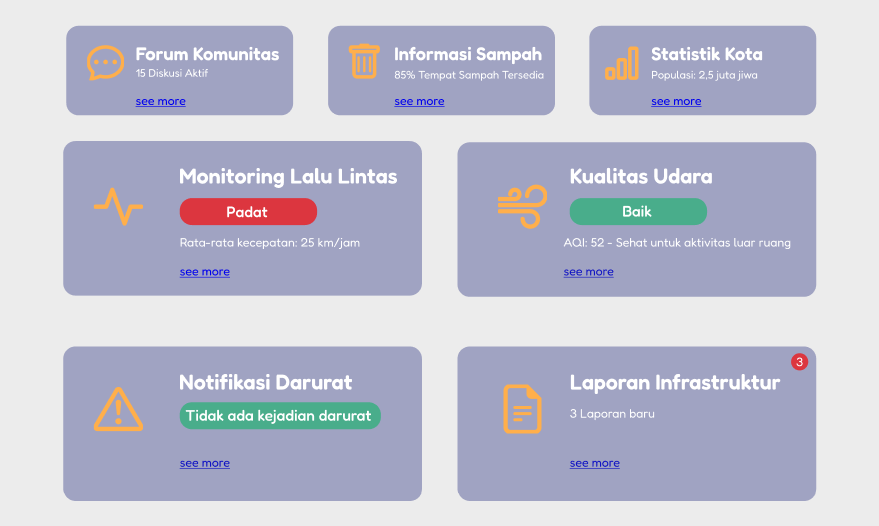 Forum Komunitas
15 Diskusi Aktif
see more
Informasi Sampah
85% Tempat Sampah Tersedia
see more
Statistik Kota
Populasi: 2,5 juta jiwa
see more
Monitoring Lalu Lintas
Padat
Rata-rata kecepatan: 25 km/jam
see more
Kualitas Udara
Baik
AQI: 52 - Sehat untuk aktivitas luar ruang
see more
Notifikasi Darurat
Tidak ada kejadian darurat
see more
3
Laporan Infrastruktur
3 Laporan baru
see more